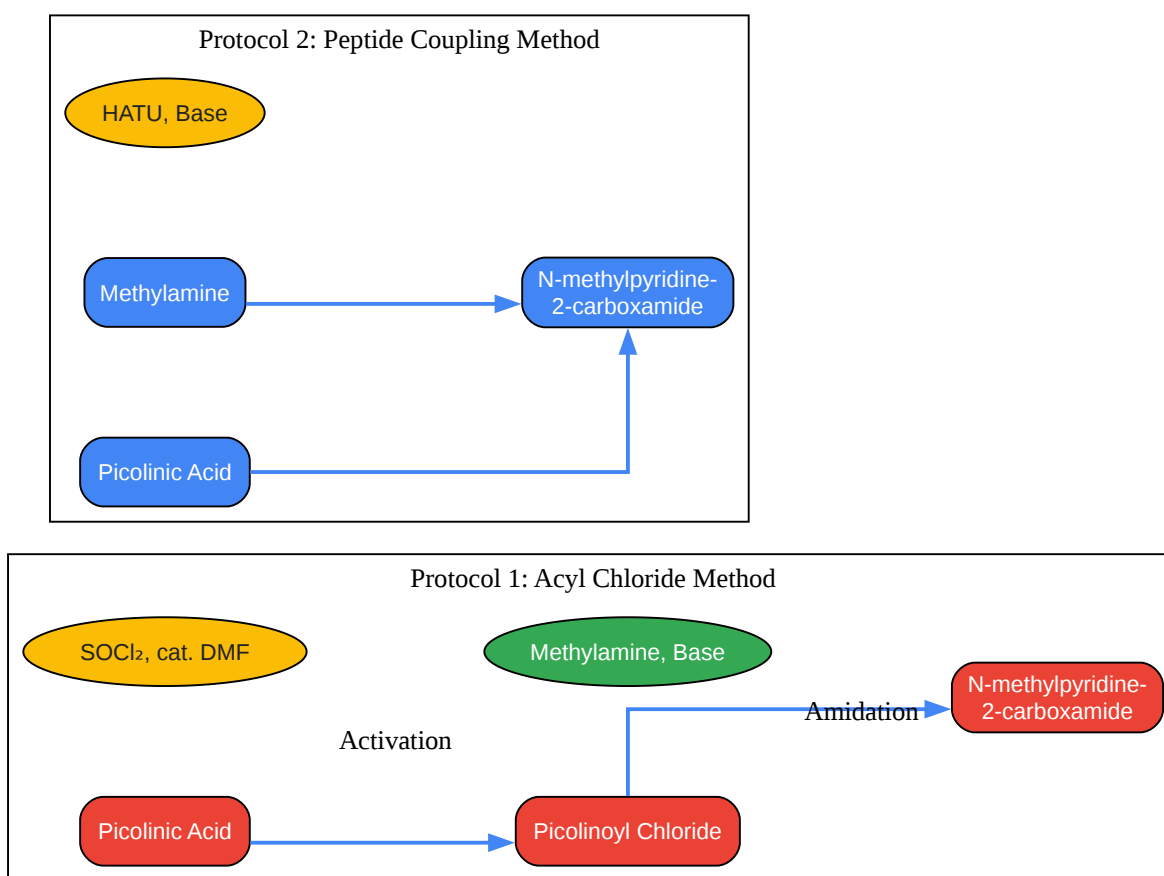 Protocol 2: Peptide Coupling Method
HATU, Base
Methylamine
N-methylpyridine-
2-carboxamide
Picolinic Acid
Protocol 1: Acyl Chloride Method
SOCl₂, cat. DMF
Methylamine, Base
N-methylpyridine-
2-carboxamide
Amidation
Activation
Picolinic Acid
Picolinoyl Chloride